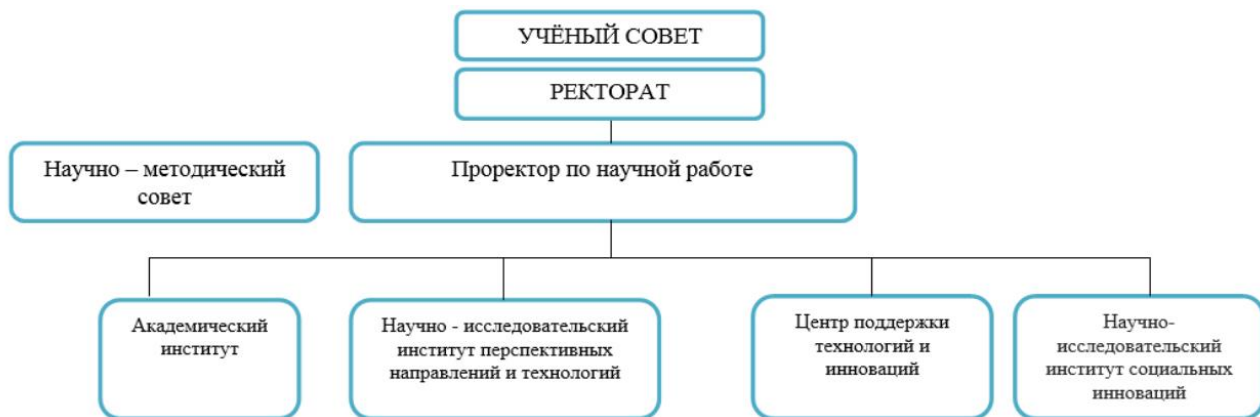 УЧЁНЫЙ СОВЕТ
РЕКТОРАТ
Научно – методический
совет
Проректор по научной работе
Академический
институт
Научно - исследовательский
институт перспективных
направлений и технологий
Центр поддержки
технологий и
инноваций
Научно-
исследовательский
институт социальных
инноваций